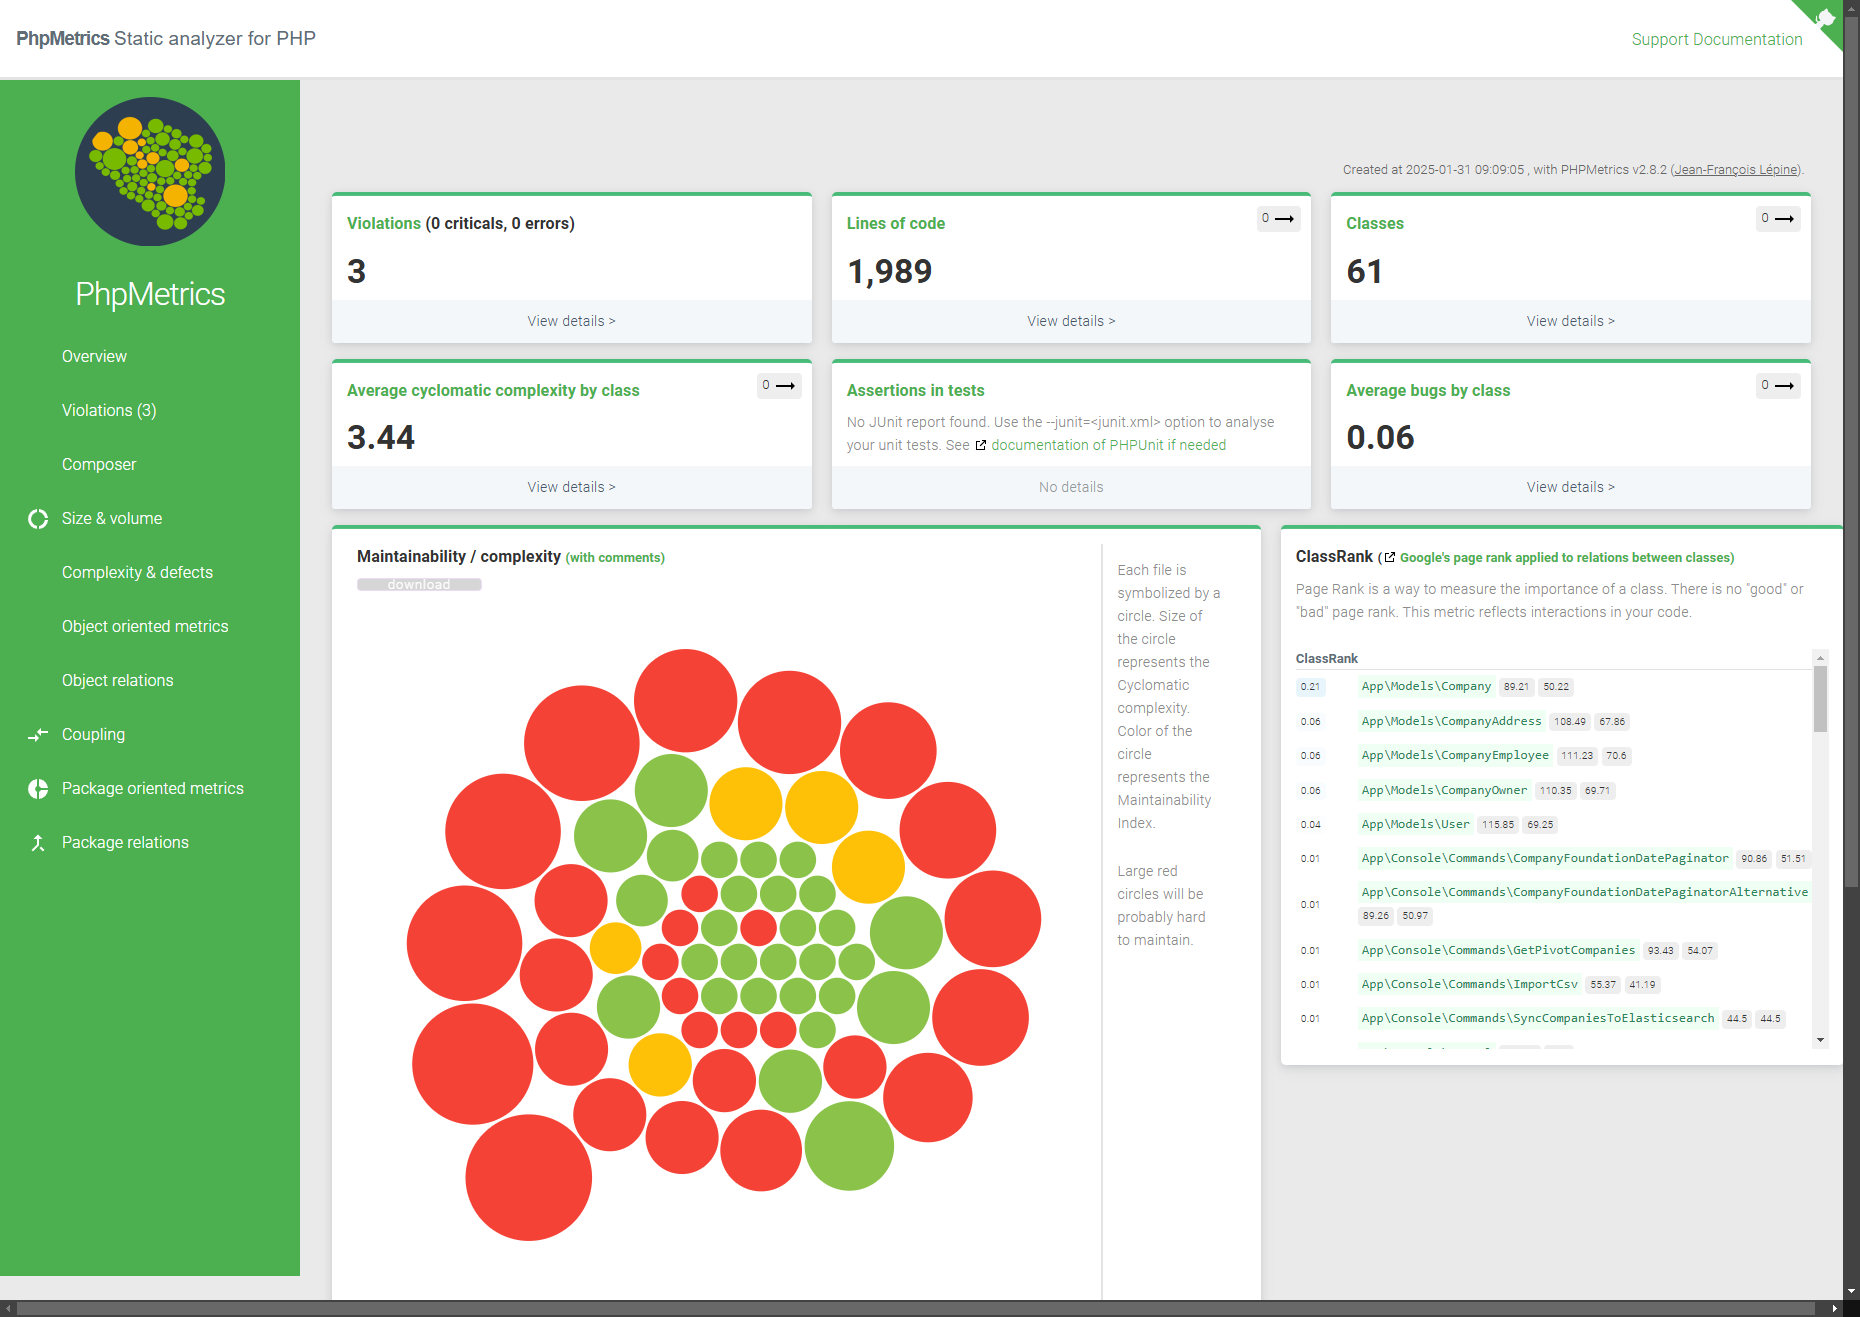 PhpMetrics Static analyzer for PHP
Support Documentation
PhpMetrics
Overview
Violations (3)
Composer
Size & volume
Complexity & defects
Object oriented metrics
Object relations
Coupling
Package oriented metrics
Package relations
Created at 2025-01-31 09:09:05 , with PHPMetrics v2.8.2 (Jean-François Lépine).
Violations (0 criticals, 0 errors)
3
View details >
Lines of code
0
1,989
View details >
Classes
0
61
View details >
Average cyclomatic complexity by class
0
3.44
View details >
Assertions in tests
No JUnit report found. Use the --junit=<junit.xml> option to analyse
your unit tests. See documentation of PHPUnit if needed
No details
Average bugs by class
0
0.06
View details >
Maintainability / complexity (with comments)
download
Each file is
symbolized by a
circle. Size of
the circle
represents the
Cyclomatic
complexity.
Color of the
circle
represents the
Maintainability
Index.
Large red
circles will be
probably hard
to maintain.
ClassRank (Google's page rank applied to relations between classes)
Page Rank is a way to measure the importance of a class. There is no "good" or
"bad" page rank. This metric reflects interactions in your code.
ClassRank
0.21 App\Models\Company 89.21 50.22
0.06 App\Models\CompanyAddress 108.49 67.86
0.06 App\Models\CompanyEmployee 111.23 70.6
0.06 App\Models\CompanyOwner 110.35 69.71
0.04 App\Models\User 115.85 69.25
0.01 App\Console\Commands\CompanyFoundationDatePaginator 90.86 51.51
0.01 App\Console\Commands\CompanyFoundationDatePaginatorAlternative
89.26 50.97
0.01 App\Console\Commands\GetPivotCompanies 93.43 54.07
0.01 App\Console\Commands\ImportCsv 55.37 41.19
0.01 App\Console\Commands\SyncCompaniesToElasticsearch 44.5 44.5